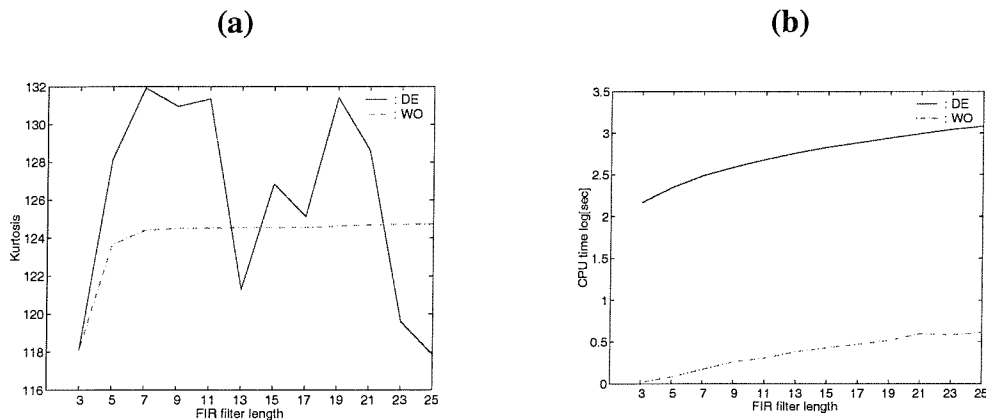 (a)
(b)
132
130
128
126
124
122
120
118
116
Kurtosis
: DE
: WO
3 5 7 9 11 13 15 17 19 21 23 25
FIR filter length
3.5
3
2.5
2
1.5
1
0.5
0
CPU time log[sec]
: DE
: WO
3 5 7 9 11 13 15 17 19 21 23 25
FIR filter length